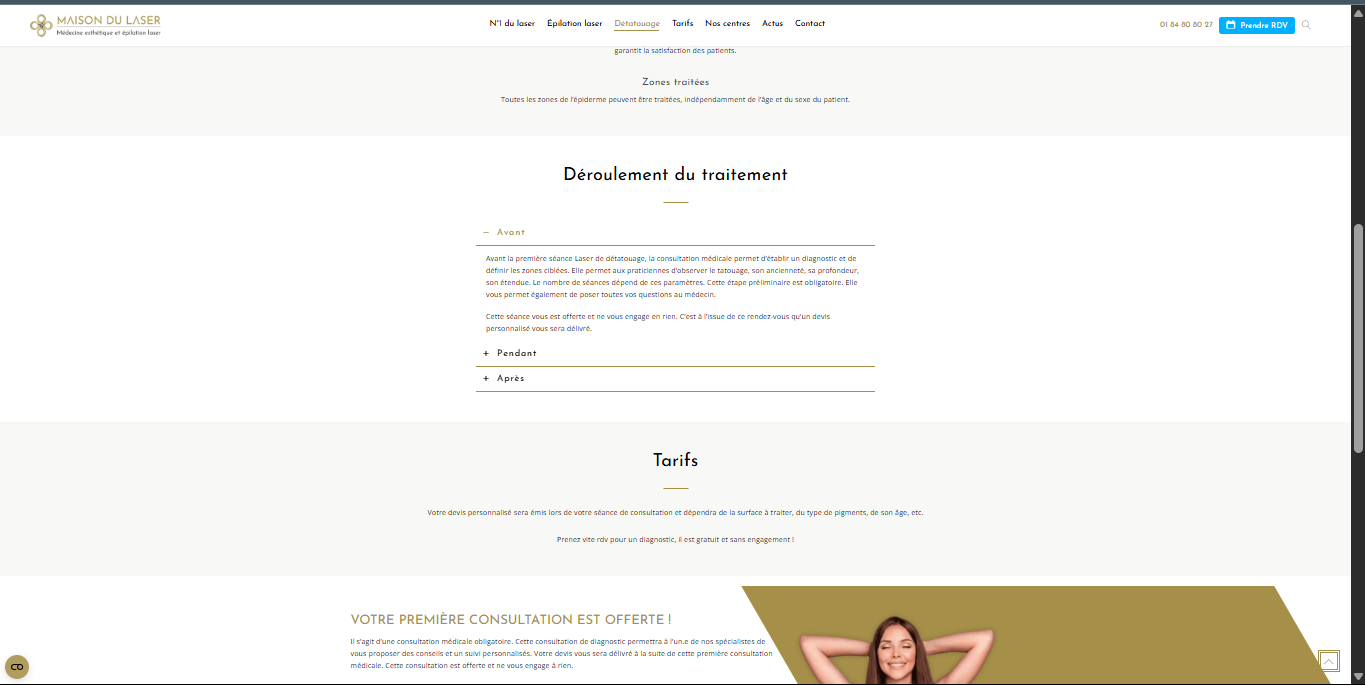 MAISON DU LASER
Médecine esthétique et épilation laser
N°1 du laser
Épilation laser
Détatouage
Tarifs
Nos centres
Actus
Contact
01 84 80 80 27
Prendre RDV
garantit la satisfaction des patients.
Zones traitées
Toutes les zones de l'épiderme peuvent être traitées, indépendamment de l'âge et du sexe du patient.
Déroulement du traitement
− Avant
Avant la première séance Laser de détatouage, la consultation médicale permet d'établir un diagnostic et de
définir les zones ciblées. Elle permet aux praticiennes d'observer le tatouage, son ancienneté, sa profondeur,
son étendue. Le nombre de séances dépend de ces paramètres. Cette étape préliminaire est obligatoire. Elle
vous permet également de poser toutes vos questions au médecin.
Cette séance vous est offerte et ne vous engage en rien. C'est à l'issue de ce rendez-vous qu'un devis
personnalisé vous sera délivré.
+ Pendant
+ Après
Tarifs
Votre devis personnalisé sera émis lors de votre séance de consultation et dépendra de la surface à traiter, du type de pigments, de son âge, etc.
Prenez vite rdv pour un diagnostic, il est gratuit et sans engagement !
VOTRE PREMIÈRE CONSULTATION EST OFFERTE !
Il s'agit d'une consultation médicale obligatoire. Cette consultation de diagnostic permettra à l'un.e de nos spécialistes de
vous proposer des conseils et un suivi personnalisés. Votre devis vous sera délivré à la suite de cette première consultation
médicale. Cette consultation est offerte et ne vous engage à rien.